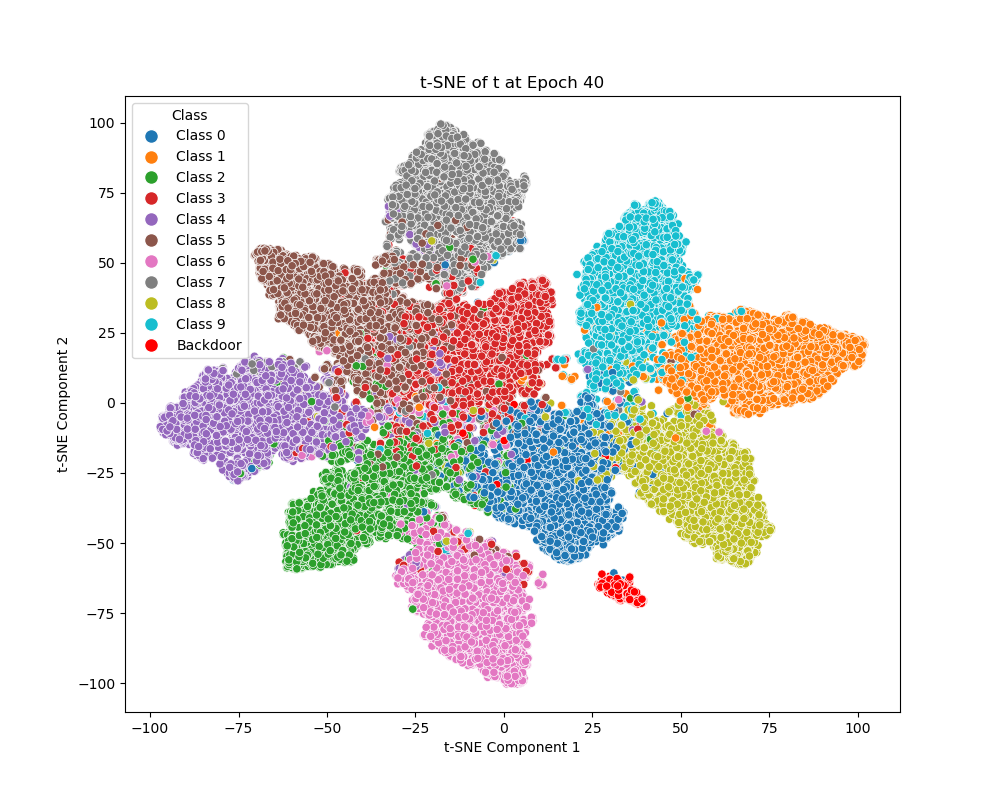 t-SNE of t at Epoch 40
Class
Class 0
Class 1
Class 2
Class 3
Class 4
Class 5
Class 6
Class 7
Class 8
Class 9
Backdoor
t-SNE Component 2
100
75
50
25
0
−25
−50
−75
−100
−100
−75
−50
−25
0
25
50
75
100
t-SNE Component 1